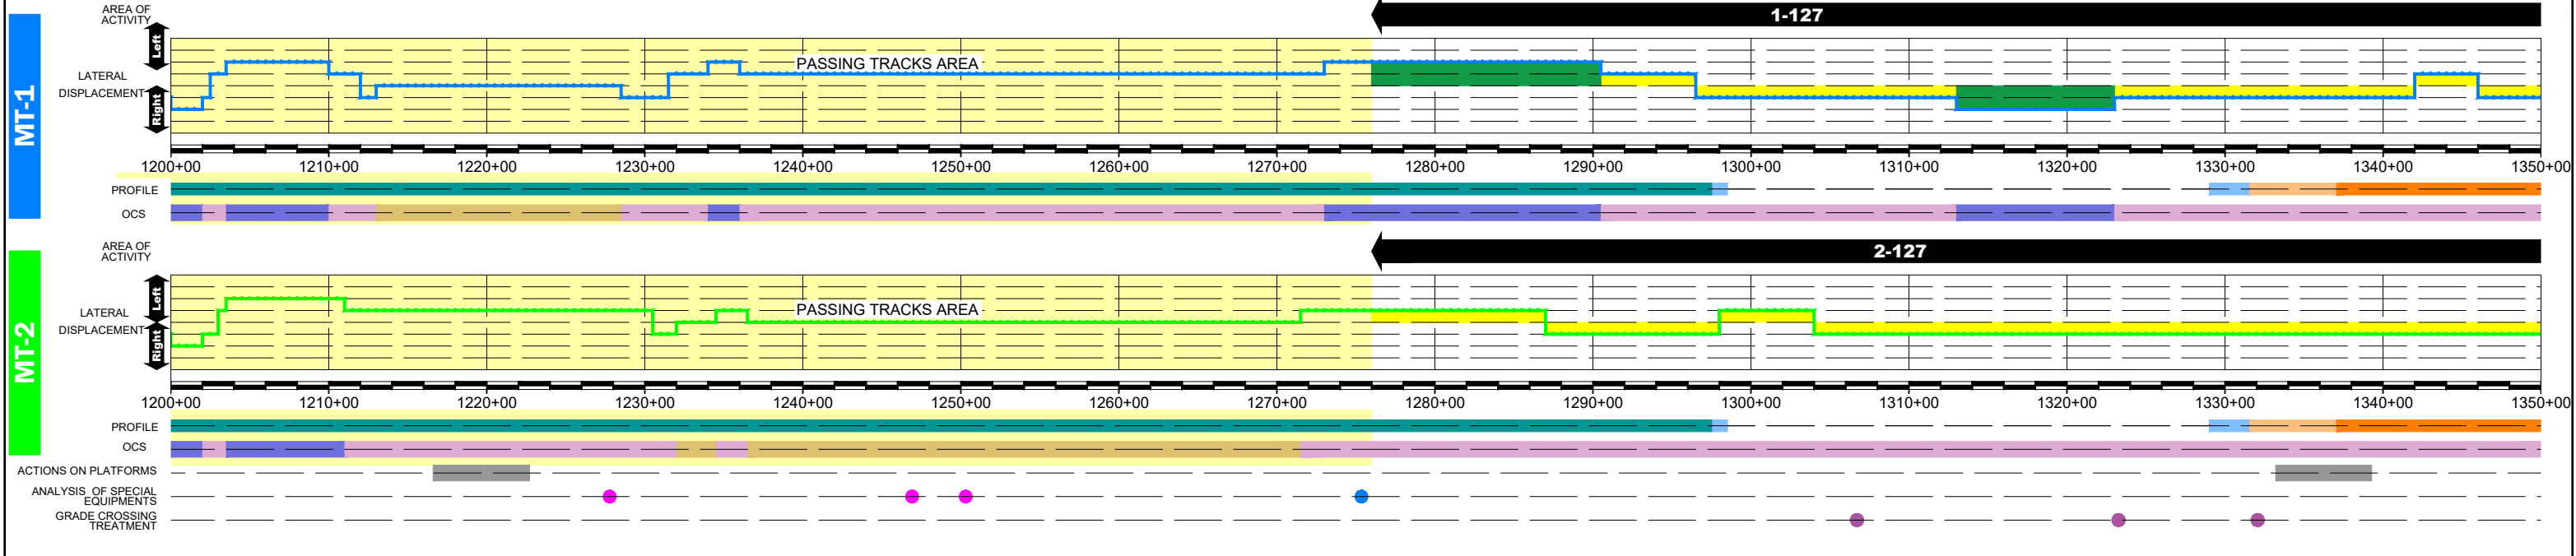 MT-1
AREA OF
ACTIVITY
1-127
Left
LATERAL
DISPLACEMENT
Right
PASSING TRACKS AREA
1200+00 1210+00 1220+00 1230+00 1240+00 1250+00 1260+00 1270+00 1280+00 1290+00 1300+00 1310+00 1320+00 1330+00 1340+00 1350+00
PROFILE
OCS
MT-2
AREA OF
ACTIVITY
2-127
Left
LATERAL
DISPLACEMENT
Right
PASSING TRACKS AREA
1200+00 1210+00 1220+00 1230+00 1240+00 1250+00 1260+00 1270+00 1280+00 1290+00 1300+00 1310+00 1320+00 1330+00 1340+00 1350+00
PROFILE
OCS
ACTIONS ON PLATFORMS
ANALYSIS OF SPECIAL
EQUIPMENTS
GRADE CROSSING
TREATMENT